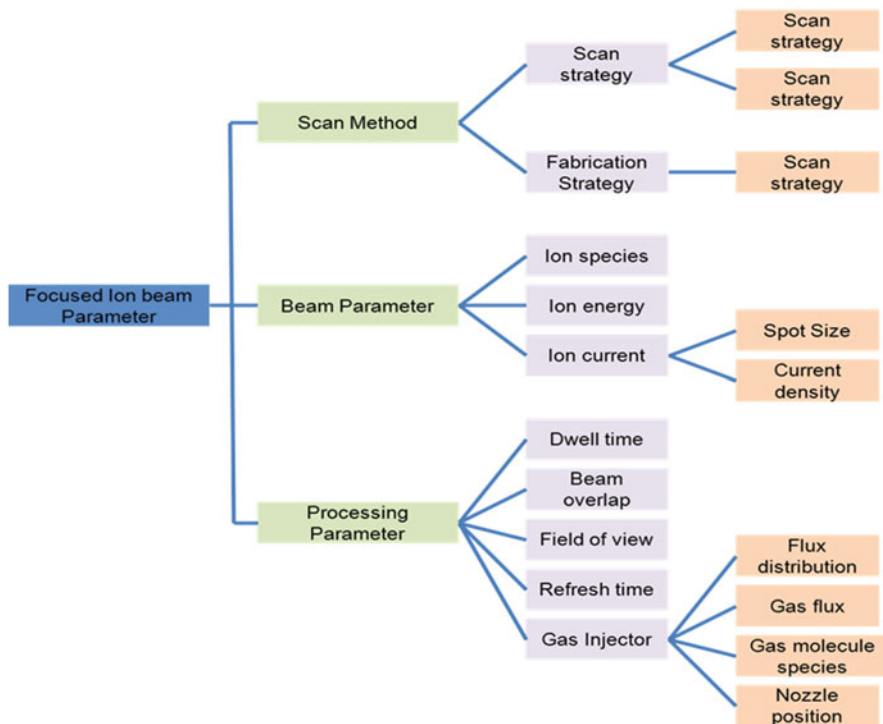 Focused Ion beam
Parameter
Scan Method
Scan
strategy
Scan
strategy
Scan
strategy
Fabrication
Strategy
Scan
strategy
Beam Parameter
Ion species
Ion energy
Ion current
Spot Size
Current
density
Processing
Parameter
Dwell time
Beam
overlap
Field of view
Refresh time
Gas Injector
Flux
distribution
Gas flux
Gas molecule
species
Nozzle
position